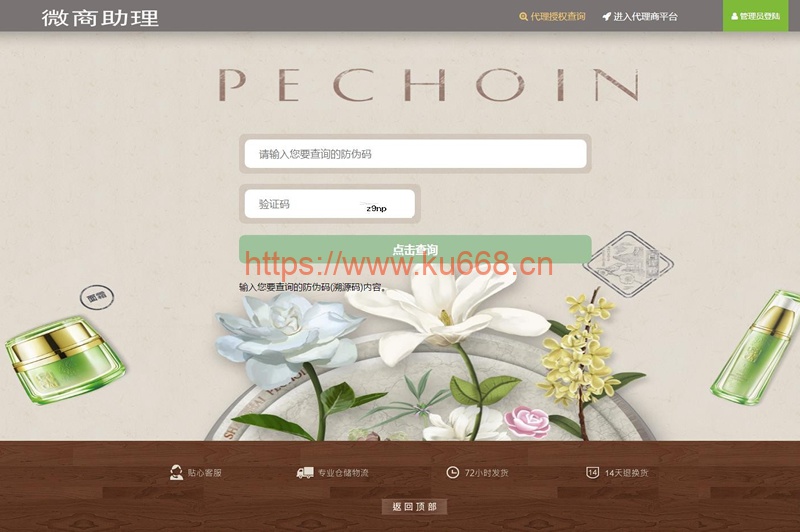 微商助理
代理授权查询 进入代理商平台 管理员登陆
PECHOIN
请输入您要查询的防伪码
验证码 z9np
点击查询
https://www.ku668.cn
输入您要查询的防伪码(溯源码)内容。
面霜
贴心客服 专业仓储物流 72小时发货 14 14天退换货
返回顶部